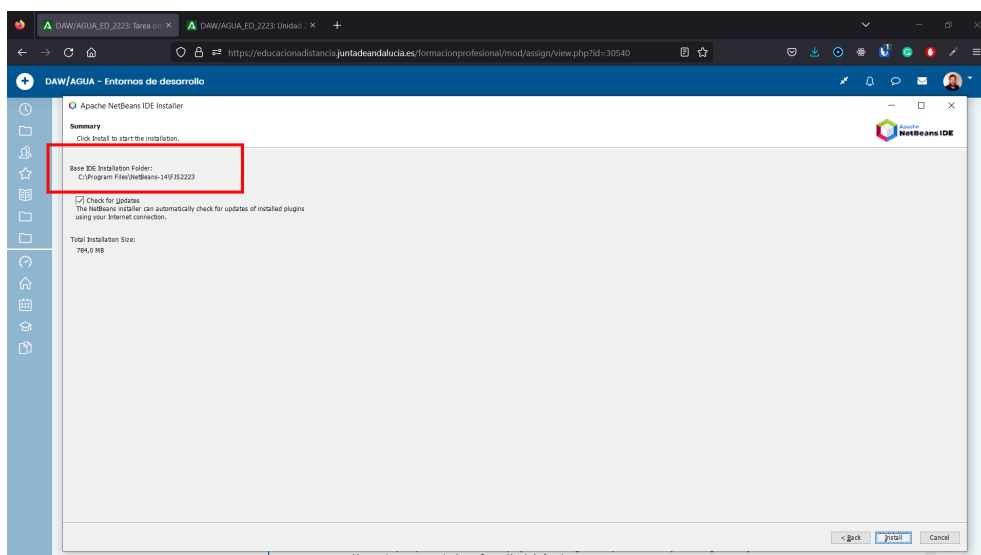 DAW/AGUA_ED_2223: Tarea on
DAW/AGUA_ED_2223: Unidad
https://educacionadistancia.juntadeandalucia.es/formacionprofesional/mod/assign/view.php?id=30540
DAW/AGUA - Entornos de desarrollo
Apache NetBeans IDE Installer
Summary
Click Install to start the installation.
Apache
NetBeans IDE
Base IDE Installation Folder:
C:\Program Files\NetBeans-14\FJS2223
Check for Updates
The NetBeans installer can automatically check for updates of installed plugins
using your Internet connection.
Total Installation Size:
784,0 MB
< Back
Install
Cancel